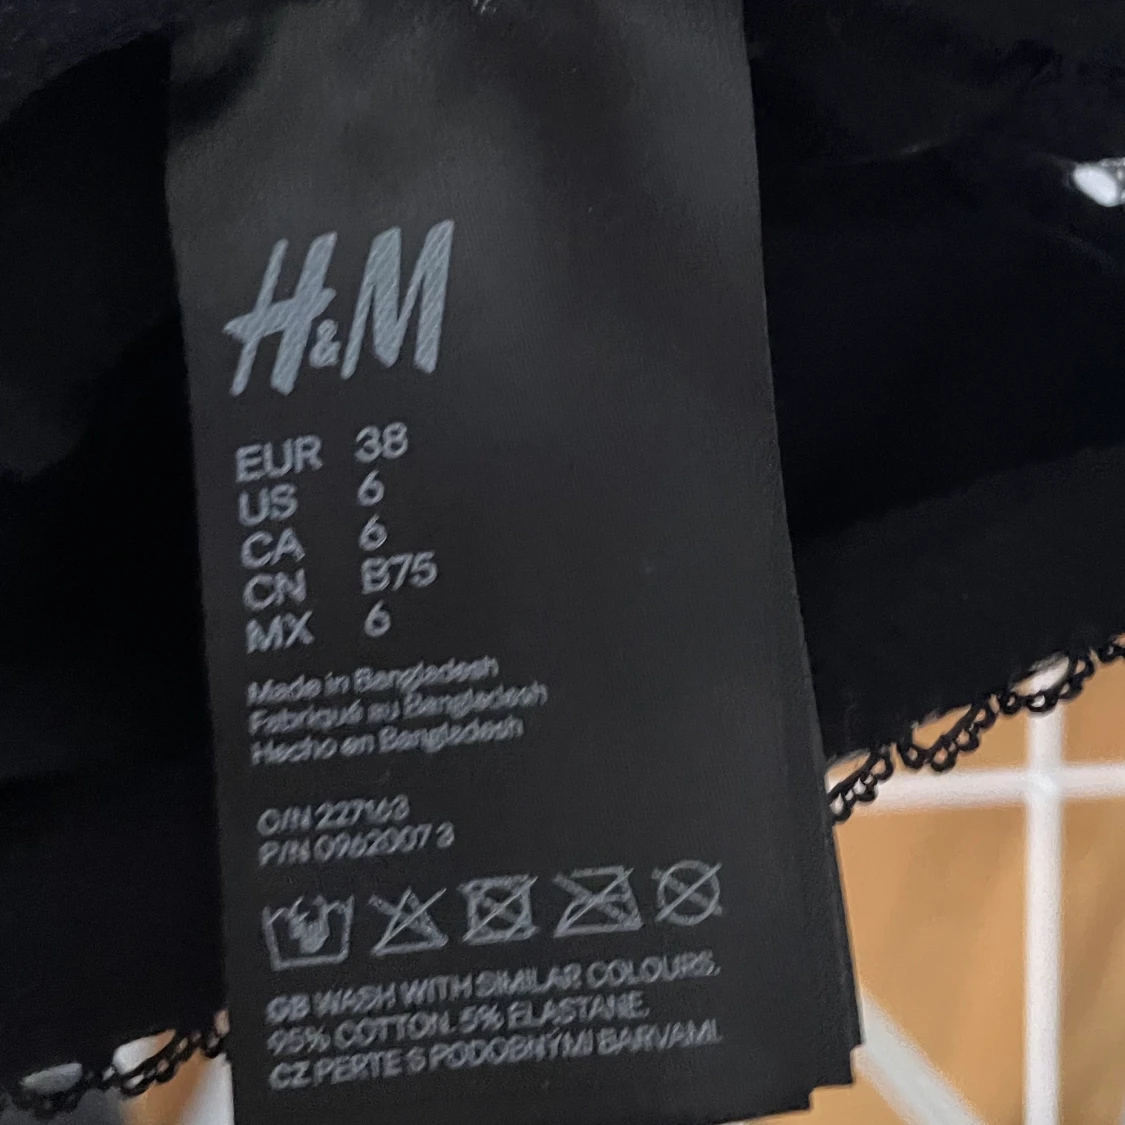 H&M
EUR 38
US 6
CA 6
CN B75
MX 6
Made in Bangladesh
Fabriqué au Bangladesh
Hecho en Bangladesh
O/N 227163
P/N 0962007 3
GB WASH WITH SIMILAR COLOURS.
95% COTTON. 5% ELASTANE.
CZ PERTE S PODOBNÝMI BARVAMI.